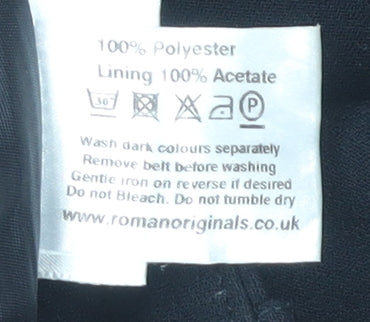 100% Polyester
Lining 100% Acetate
30° P
Wash dark colours separately
Remove belt before washing
Gentle iron on reverse if desired
Do not Bleach. Do not tumble dry
www.romanoriginals.co.uk